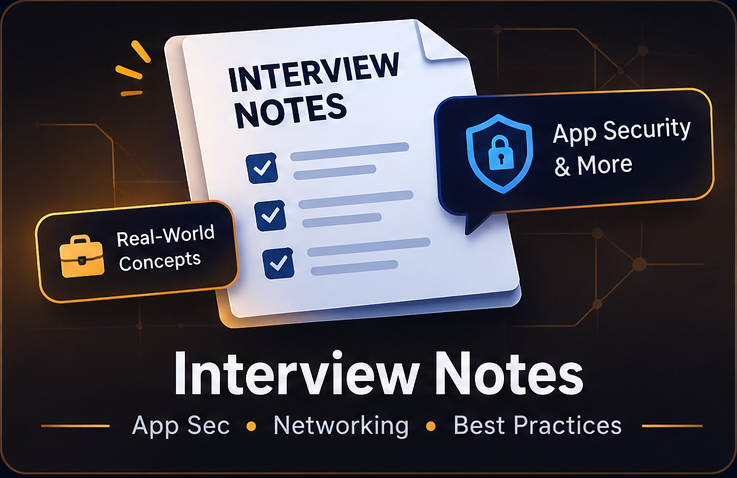 INTERVIEW
NOTES
App Security
& More
Real-World
Concepts
Interview Notes
App Sec • Networking • Best Practices